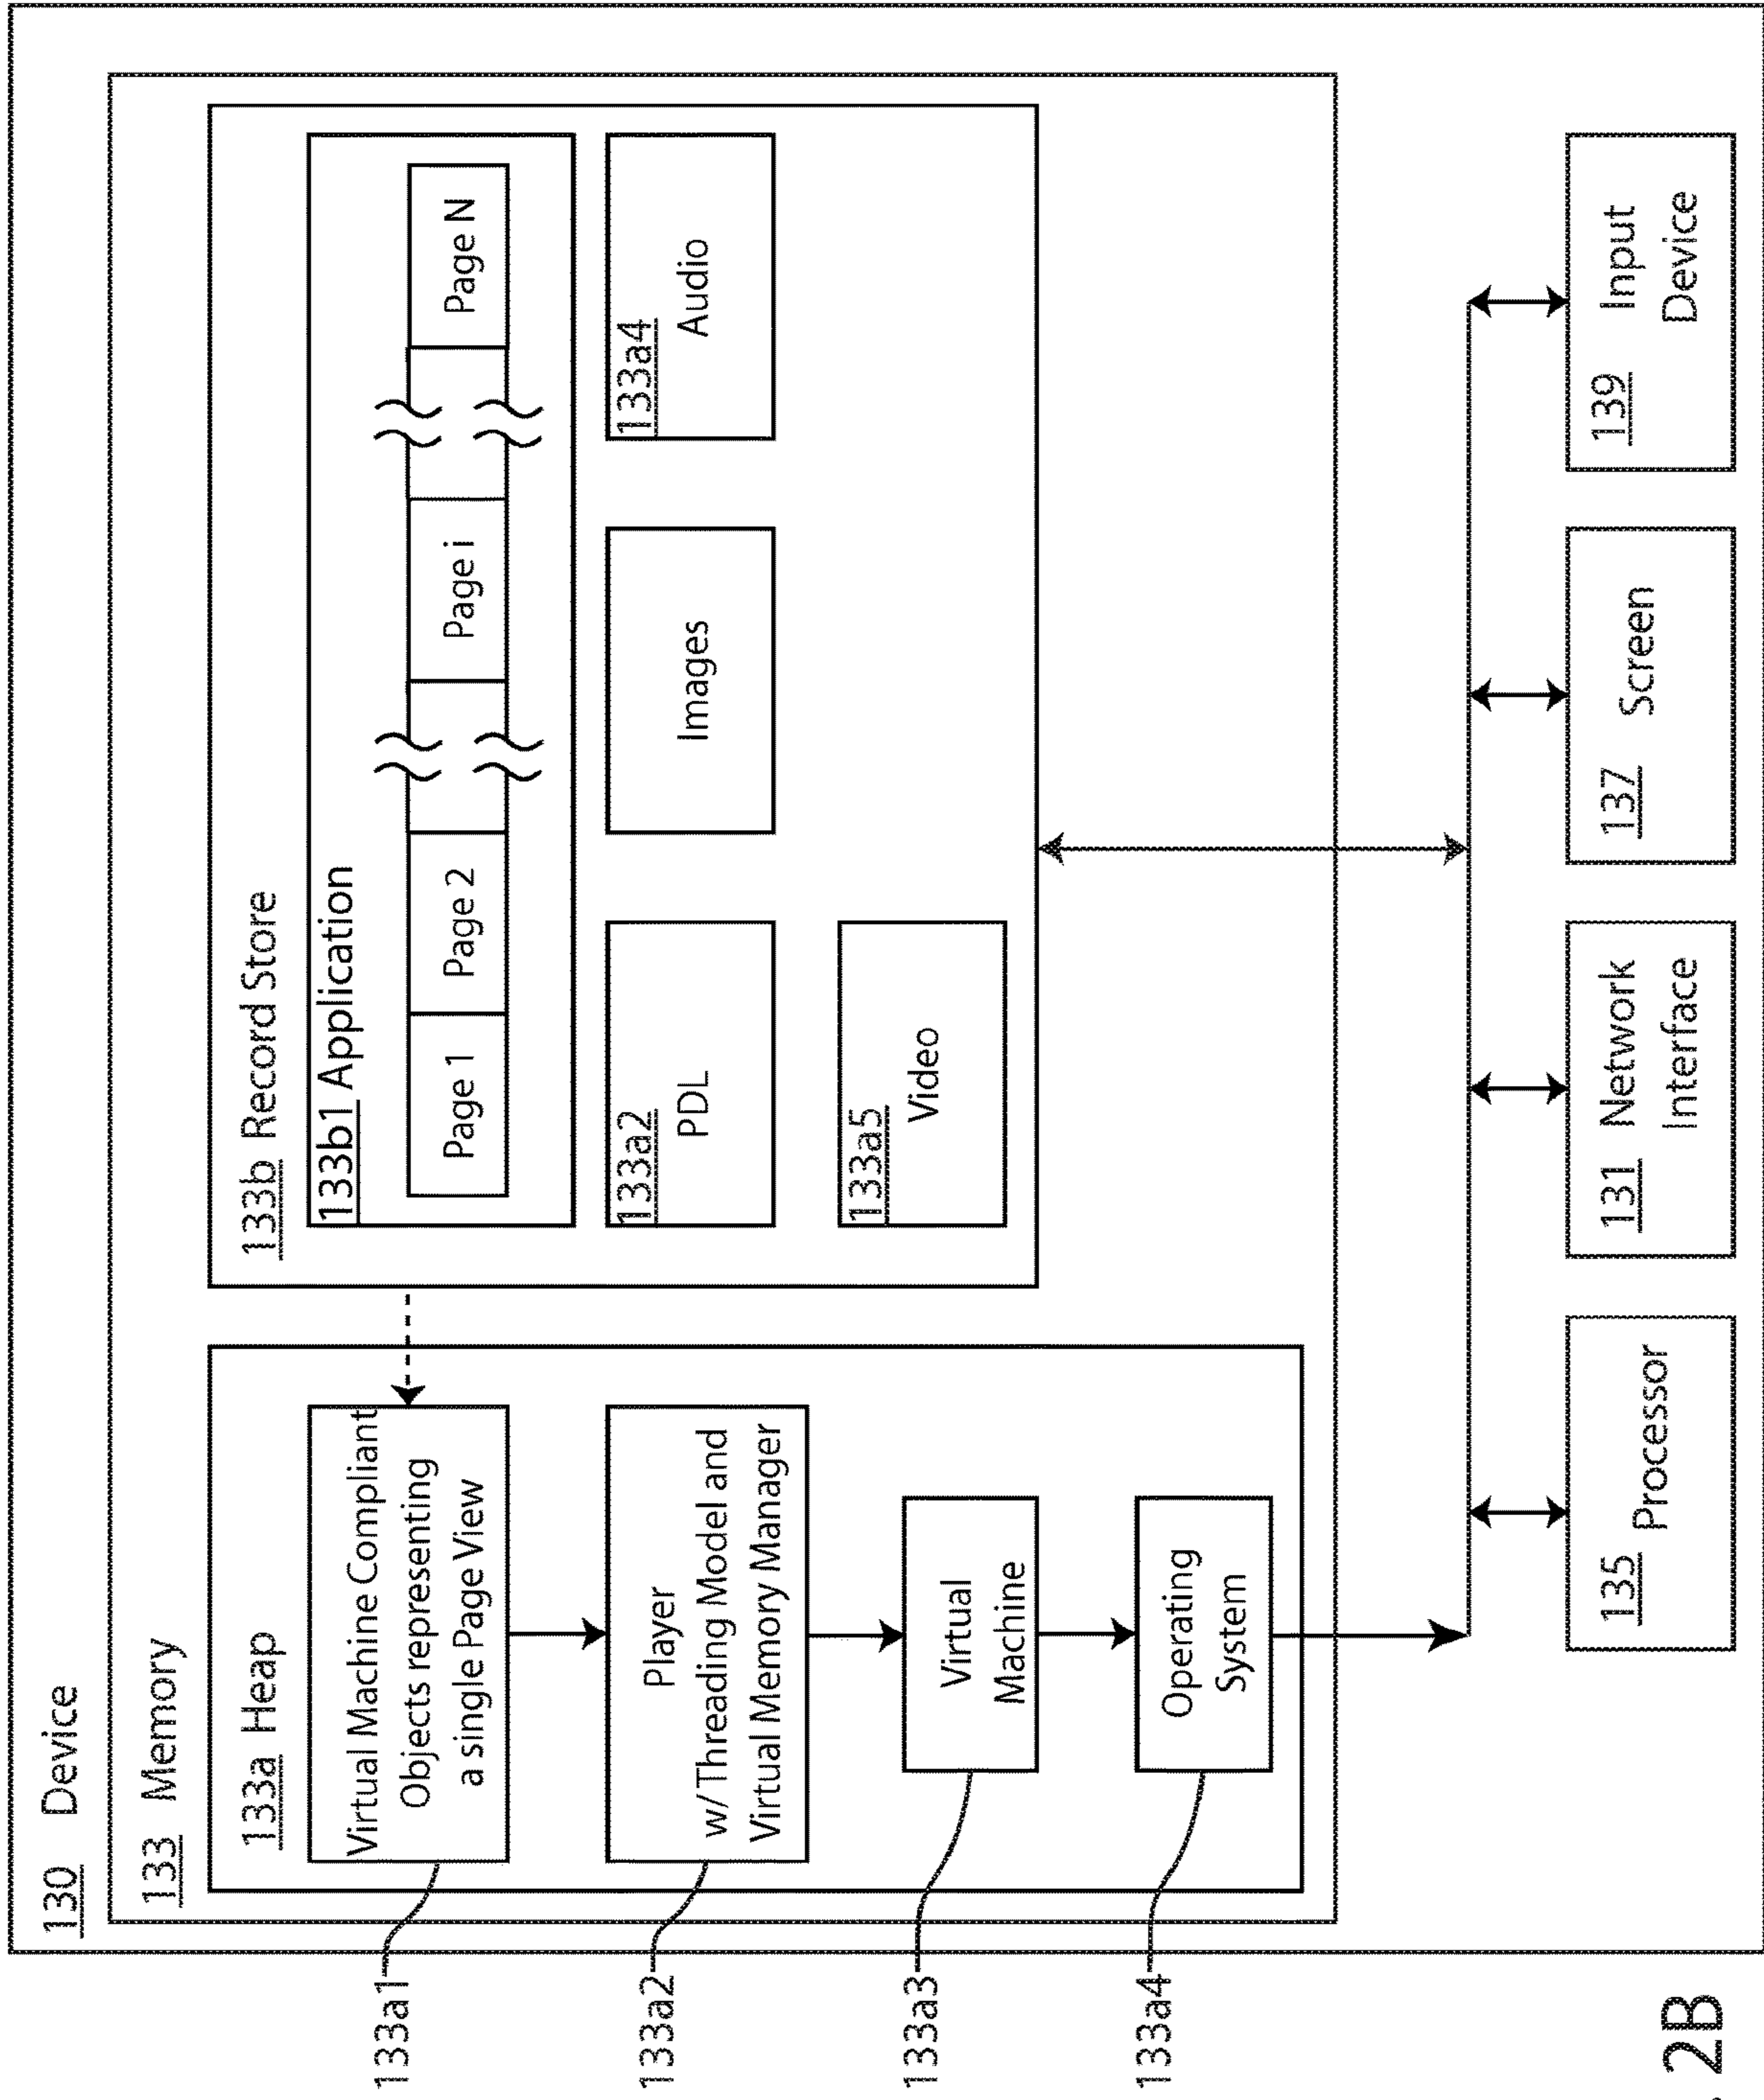 130 Device
133 Memory
133a Heap
Virtual Machine Compliant
Objects representing
a single Page View
Player
w/ Threading Model and
Virtual Memory Manager
Virtual
Machine
Operating
System
133a1
133a2
133a3
133a4
133b Record Store
133b1 Application
Page 1
Page 2
Page i
Page N
133a2
PDL
Images
133a4
Audio
133a5
Video
135 Processor
131 Network
Interface
137 Screen
139 Input
Device
2B